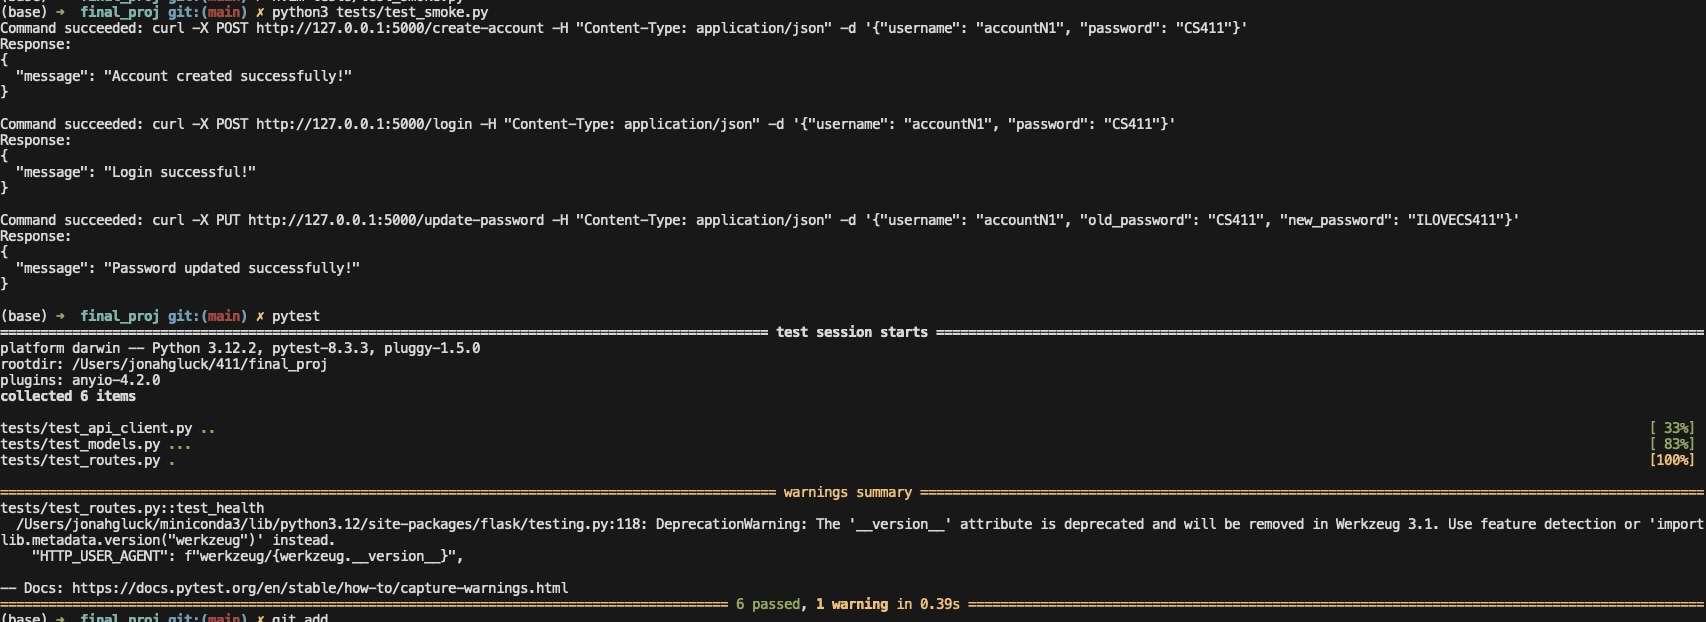 (base) ➜  final_proj git:(main) ✗ python3 tests/test_smoke.py
Command succeeded: curl -X POST http://127.0.0.1:5000/create-account -H "Content-Type: application/json" -d '{"username": "accountN1", "password": "CS411"}'
Response:
{
  "message": "Account created successfully!"
}
Command succeeded: curl -X POST http://127.0.0.1:5000/login -H "Content-Type: application/json" -d '{"username": "accountN1", "password": "CS411"}'
Response:
{
  "message": "Login successful!"
}
Command succeeded: curl -X PUT http://127.0.0.1:5000/update-password -H "Content-Type: application/json" -d '{"username": "accountN1", "old_password": "CS411", "new_password": "ILOVECS411"}'
Response:
{
  "message": "Password updated successfully!"
}
(base) ➜  final_proj git:(main) ✗ pytest
test session starts
platform darwin -- Python 3.12.2, pytest-8.3.3, pluggy-1.5.0
rootdir: /Users/jonahgluck/411/final_proj
plugins: anyio-4.2.0
collected 6 items
tests/test_api_client.py .. [ 33%]
tests/test_models.py ... [ 83%]
tests/test_routes.py . [100%]
warnings summary
tests/test_routes.py::test_health
  /Users/jonahgluck/miniconda3/lib/python3.12/site-packages/flask/testing.py:118: DeprecationWarning: The '__version__' attribute is deprecated and will be removed in Werkzeug 3.1. Use feature detection or 'import
lib.metadata.version("werkzeug")' instead.
    "HTTP_USER_AGENT": f"werkzeug/{werkzeug.__version__}",
-- Docs: https://docs.pytest.org/en/stable/how-to/capture-warnings.html
6 passed, 1 warning in 0.39s
(base) ➜  final_proj git:(main) ✗ git add